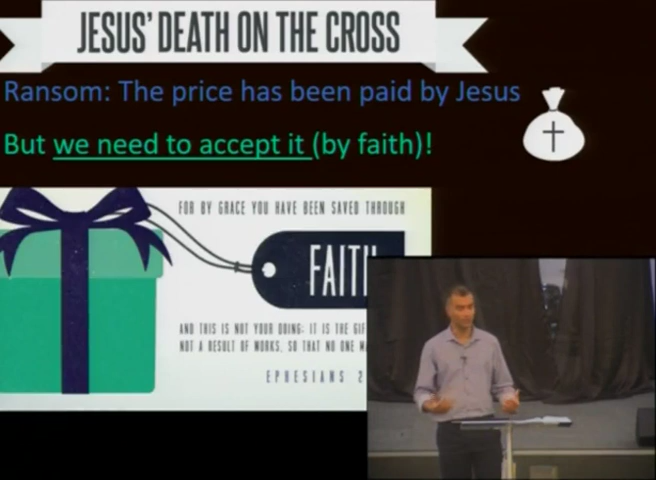 JESUS' DEATH ON THE CROSS
Ransom: The price has been paid by Jesus
But we need to accept it (by faith)!
FOR BY GRACE YOU HAVE BEEN SAVED THROUGH
FAITH
AND THIS IS NOT YOUR DOING; IT IS THE
NOT A RESULT OF WORKS, SO THAT NO ONE
EPHESIANS 2